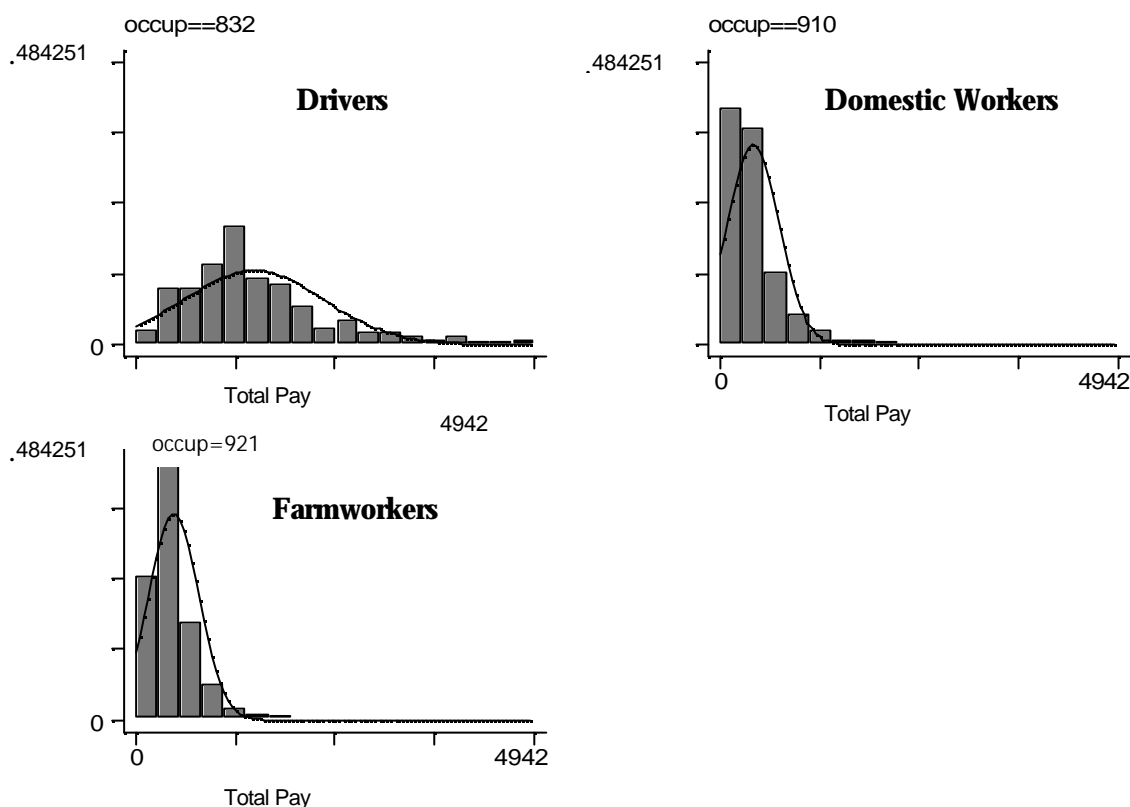 occup==832
.484251
Drivers
0
Total Pay
4942
occup==910
.484251
Domestic Workers
0
4942
Total Pay
occup=921
.484251
Farmworkers
0
0
4942
Total Pay